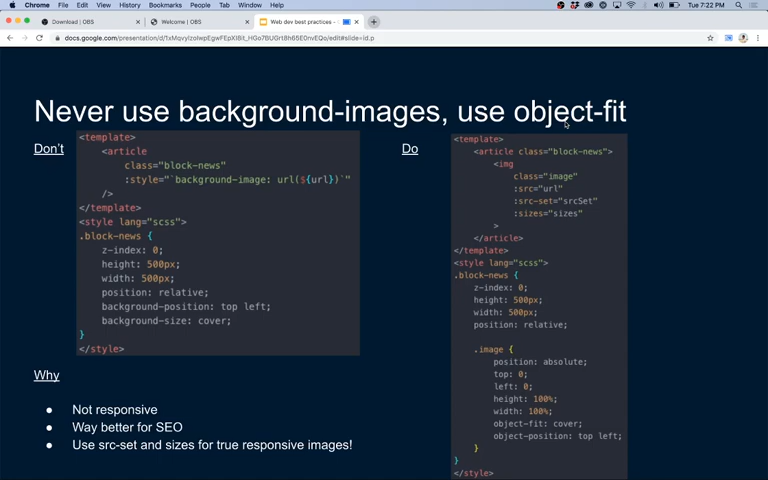 Chrome File Edit View History Bookmarks People Tab Window Help
Tue 7:22 PM
Download | OBS
Welcome | OBS
Web dev best practices -
docs.google.com/presentation/d/
Never use background-images, use object-fit
Don't
<template>
<article
class="block-news"
:style="`background-image: url(${url})`"
/>
</template>
<style lang="scss">
.block-news {
z-index: 0;
height: 500px;
width: 500px;
position: relative;
background-position: top left;
background-size: cover;
}
</style>
Why
● Not responsive
● Way better for SEO
● Use src-set and sizes for true responsive images!
Do
<template>
<article class="block-news">
<img
class="image"
:src="url"
:src-set="srcSet"
:sizes="sizes"
>
</article>
</template>
<style lang="scss">
.block-news {
z-index: 0;
height: 500px;
width: 500px;
position: relative;
.image {
position: absolute;
top: 0;
left: 0;
height: 100%;
width: 100%;
object-fit: cover;
object-position: top left;
}
}
</style>